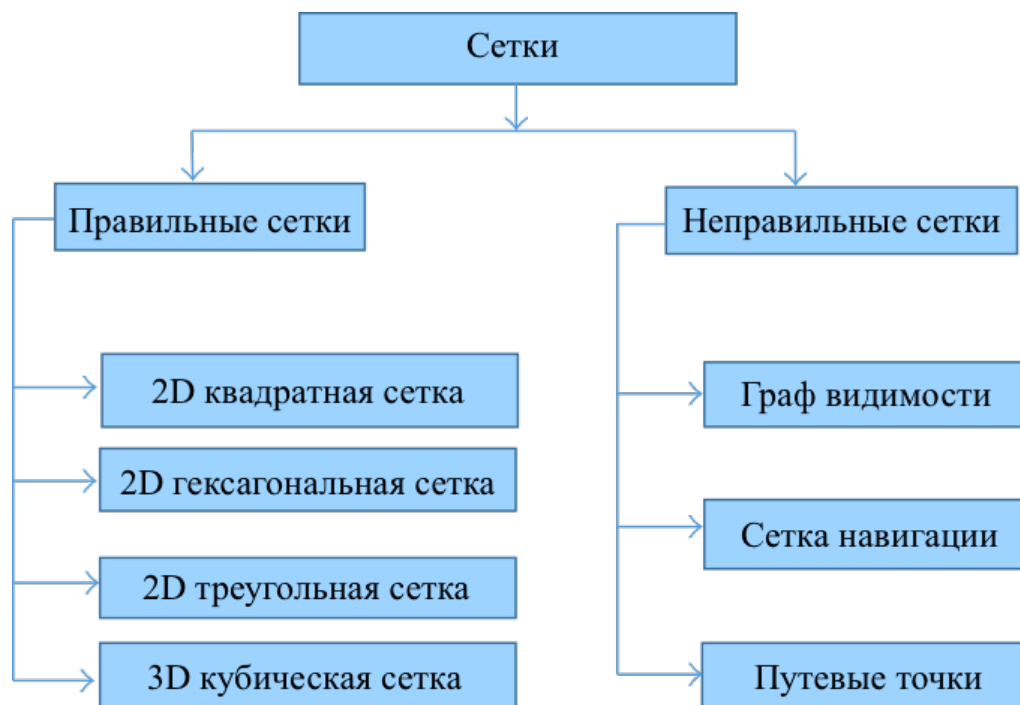 Сетки
Правильные сетки
Неправильные сетки
2D квадратная сетка
2D гексагональная сетка
2D треугольная сетка
3D кубическая сетка
Граф видимости
Сетка навигации
Путевые точки